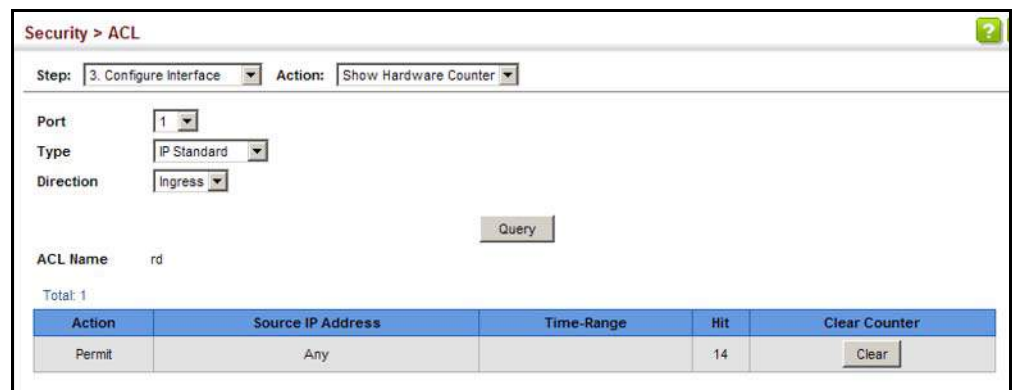 Security > ACL
?
Step: 3. Configure Interface Action: Show Hardware Counter
Port 1
Type IP Standard
Direction Ingress
Query
ACL Name rd
Total: 1
Action Source IP Address Time-Range Hit Clear Counter
Permit Any 14 Clear